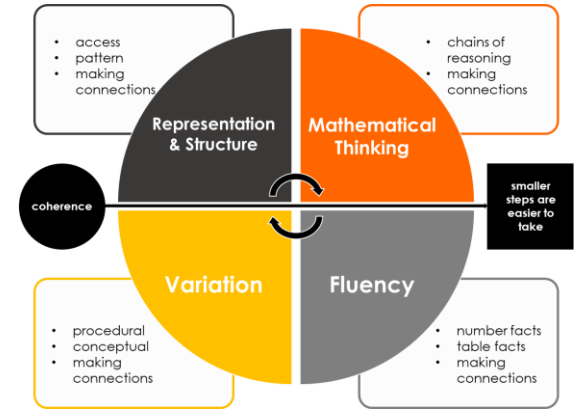 • access
• pattern
• making
connections
• chains of
reasoning
• making
connections
Representation
& Structure
Mathematical
Thinking
coherence
smaller
steps are
easier to
take
Variation
Fluency
• procedural
• conceptual
• making
connections
• number facts
• table facts
• making
connections